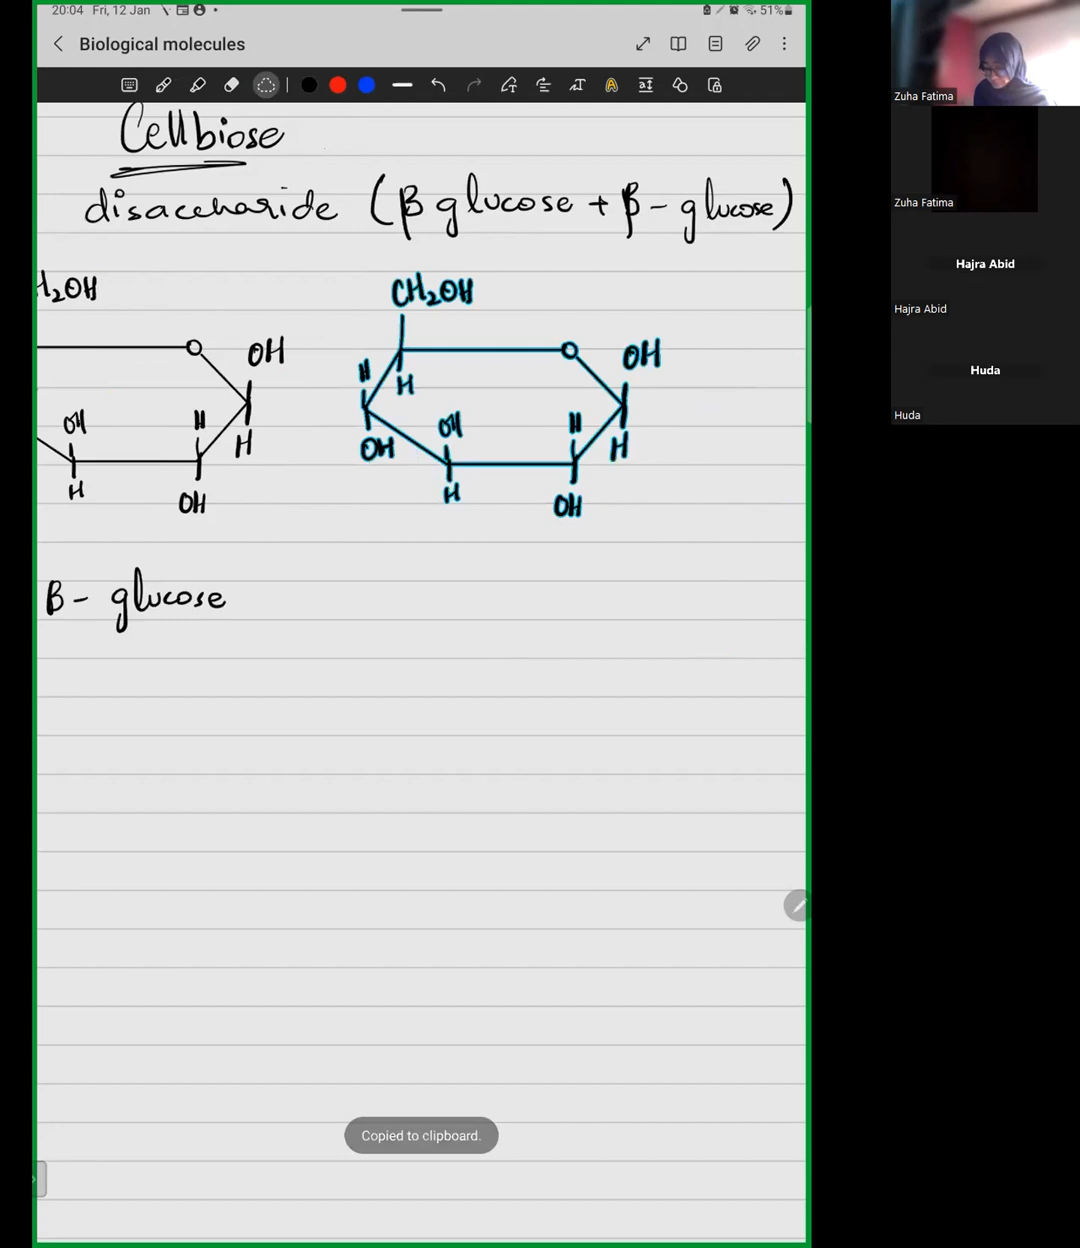 20:04 Fri, 12 Jan
51%
Biological molecules
Cellbiose
disaccharide (β glucose + β - glucose)
H₂OH
CH₂OH
O
OH
O
OH
H
H
OH
H
OH
H
H
OH
H
H
OH
H
OH
B - glucose
Copied to clipboard.
Zuha Fatima
Zuha Fatima
Hajra Abid
Hajra Abid
Huda
Huda